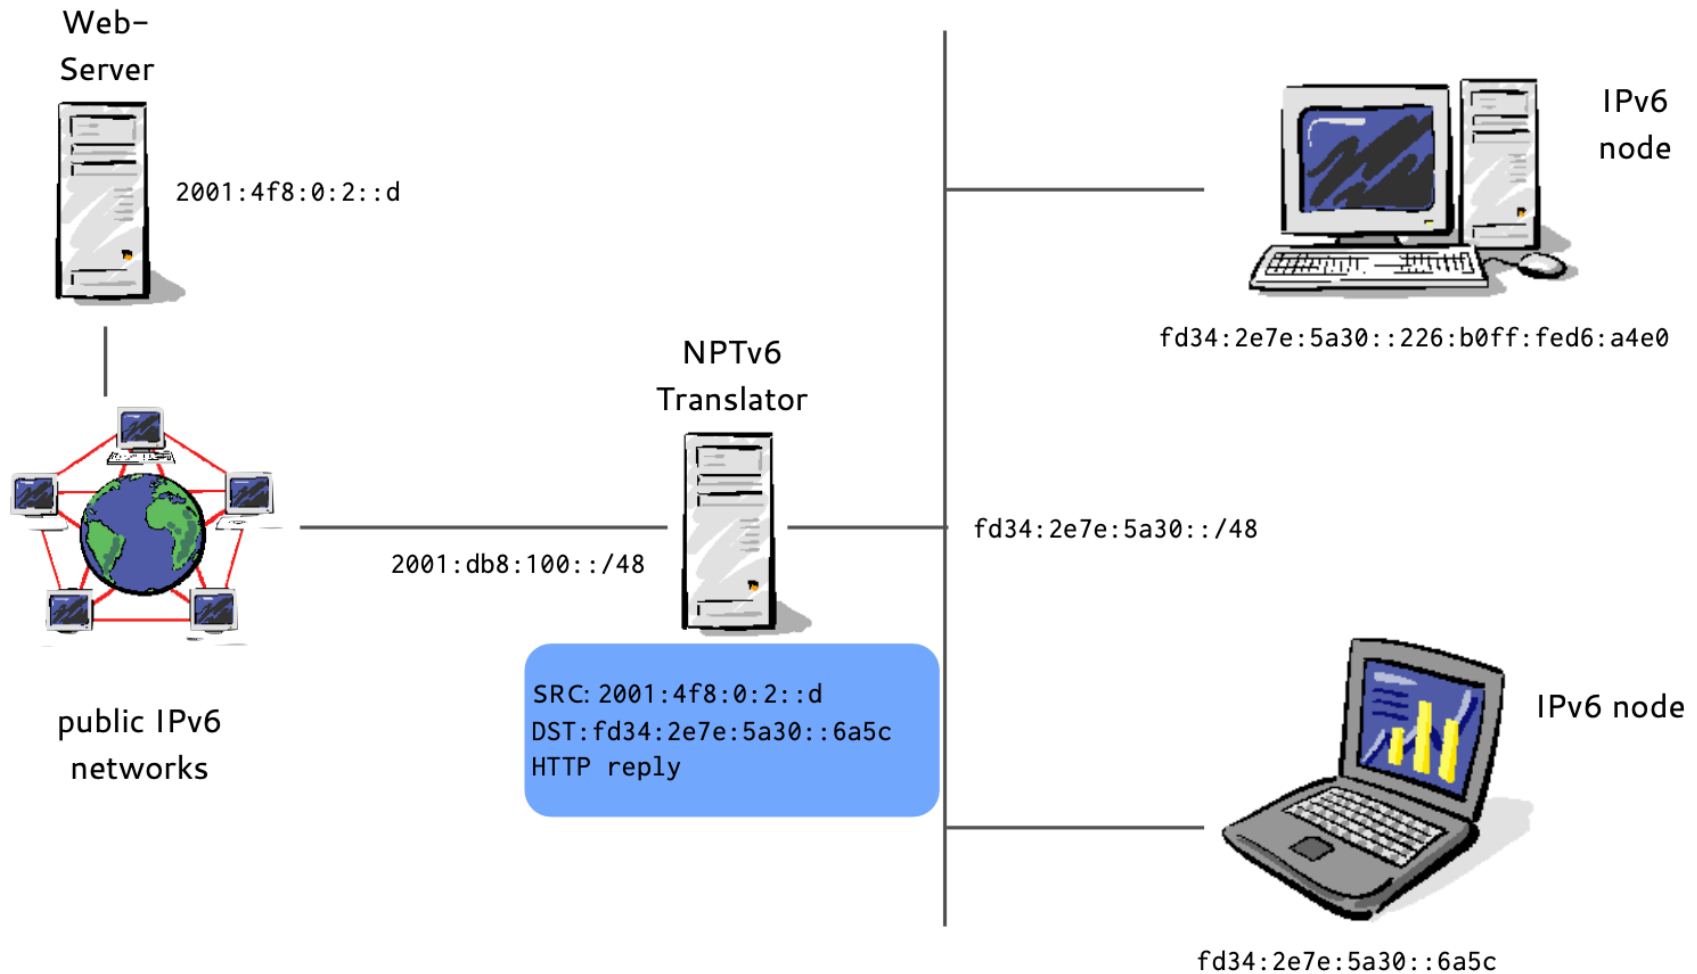 Web-
Server
2001:4f8:0:2::d
IPv6
node
fd34:2e7e:5a30::226:b0ff:fed6:a4e0
NPTv6
Translator
fd34:2e7e:5a30::/48
2001:db8:100::/48
SRC: 2001:4f8:0:2::d
DST:fd34:2e7e:5a30::6a5c
HTTP reply
public IPv6
networks
IPv6 node
fd34:2e7e:5a30::6a5c